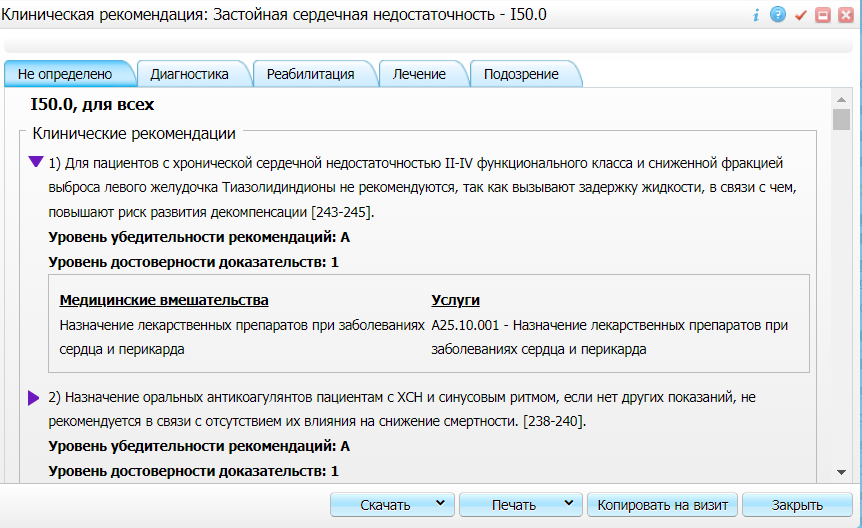 Клиническая рекомендация: Застойная сердечная недостаточность - I50.0
Не определено Диагностика Реабилитация Лечение Подозрение
I50.0, для всех
Клинические рекомендации
1) Для пациентов с хронической сердечной недостаточностью II-IV функционального класса и сниженной фракцией
выброса левого желудочка Тиазолидиндионы не рекомендуются, так как вызывают задержку жидкости, в связи с чем,
повышают риск развития декомпенсации [243-245].
Уровень убедительности рекомендаций: A
Уровень достоверности доказательств: 1
Медицинские вмешательства Услуги
Назначение лекарственных препаратов при заболеваниях A25.10.001 - Назначение лекарственных препаратов при
сердца и перикарда заболеваниях сердца и перикарда
2) Назначение оральных антикоагулянтов пациентам с ХСН и синусовым ритмом, если нет других показаний, не
рекомендуется в связи с отсутствием их влияния на снижение смертности. [238-240].
Уровень убедительности рекомендаций: A
Уровень достоверности доказательств: 1
Скачать Печать Копировать на визит Закрыть